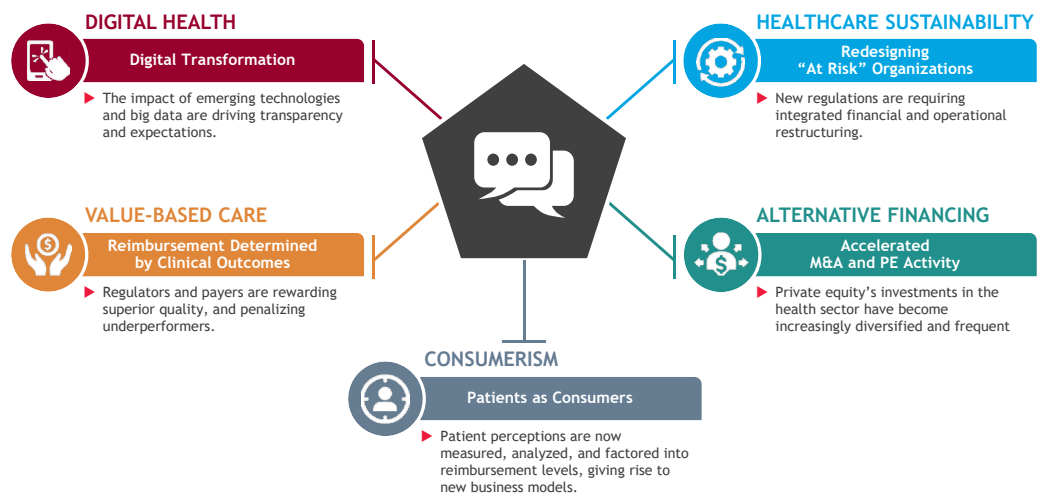 DIGITAL HEALTH
Digital Transformation
The impact of emerging technologies
and big data are driving transparency
and expectations.
HEALTHCARE SUSTAINABILITY
Redesigning
“At Risk” Organizations
New regulations are requiring
integrated financial and operational
restructuring.
VALUE-BASED CARE
Reimbursement Determined
by Clinical Outcomes
Regulators and payers are rewarding
superior quality, and penalizing
underperformers.
ALTERNATIVE FINANCING
Accelerated
M&A and PE Activity
Private equity’s investments in the
health sector have become
increasingly diversified and frequent
CONSUMERISM
Patients as Consumers
Patient perceptions are now
measured, analyzed, and factored into
reimbursement levels, giving rise to
new business models.